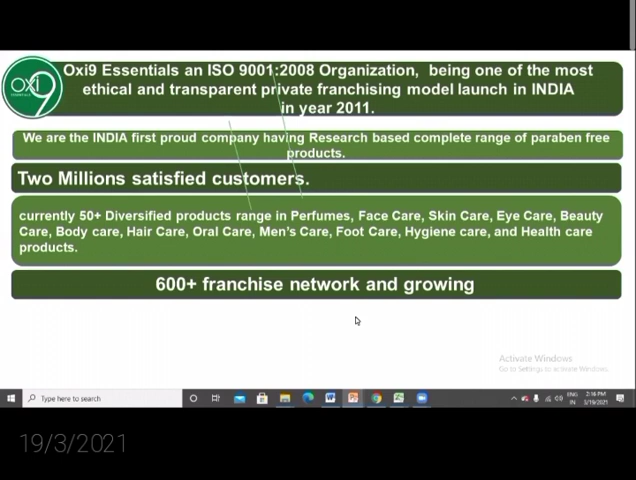 oxi
9
ESSENTIALS
Oxi9 Essentials an ISO 9001:2008 Organization, being one of the most
ethical and transparent private franchising model launch in INDIA
in year 2011.
We are the INDIA first proud company having Research based complete range of paraben free
products.
Two Millions satisfied customers.
currently 50+ Diversified products range in Perfumes, Face Care, Skin Care, Eye Care, Beauty
Care, Body care, Hair Care, Oral Care, Men's Care, Foot Care, Hygiene care, and Health care
products.
600+ franchise network and growing
Activate Windows
Go to Settings to activate Windows.
Type here to search
ENG
IN
2:16 PM
3/19/2021
19/3/2021